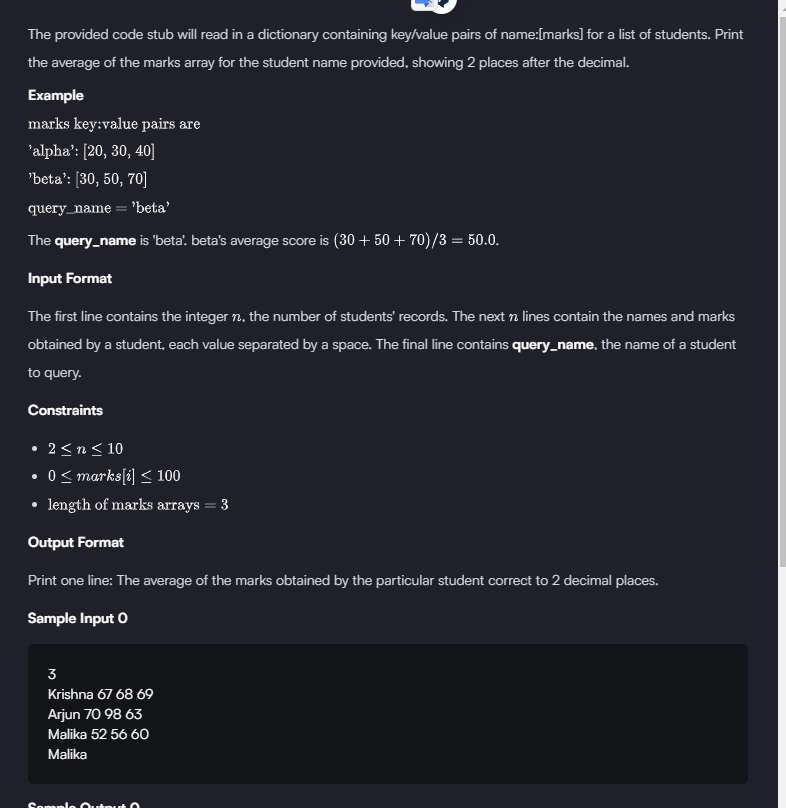 The provided code stub will read in a dictionary containing key/value pairs of name:[marks] for a list of students. Print
the average of the marks array for the student name provided, showing 2 places after the decimal.
Example
marks key:value pairs are
'alpha': [20, 30, 40]
'beta': [30, 50, 70]
query_name = 'beta'
The query_name is 'beta'. beta's average score is (30 + 50 + 70)/3 = 50.0.
Input Format
The first line contains the integer n, the number of students' records. The next n lines contain the names and marks
obtained by a student, each value separated by a space. The final line contains query_name, the name of a student
to query.
Constraints
• 2 ≤ n ≤ 10
• 0 ≤ marks[i] ≤ 100
• length of marks arrays = 3
Output Format
Print one line: The average of the marks obtained by the particular student correct to 2 decimal places.
Sample Input 0
3
Krishna 67 68 69
Arjun 70 98 63
Malika 52 56 60
Malika
Sample Output 0